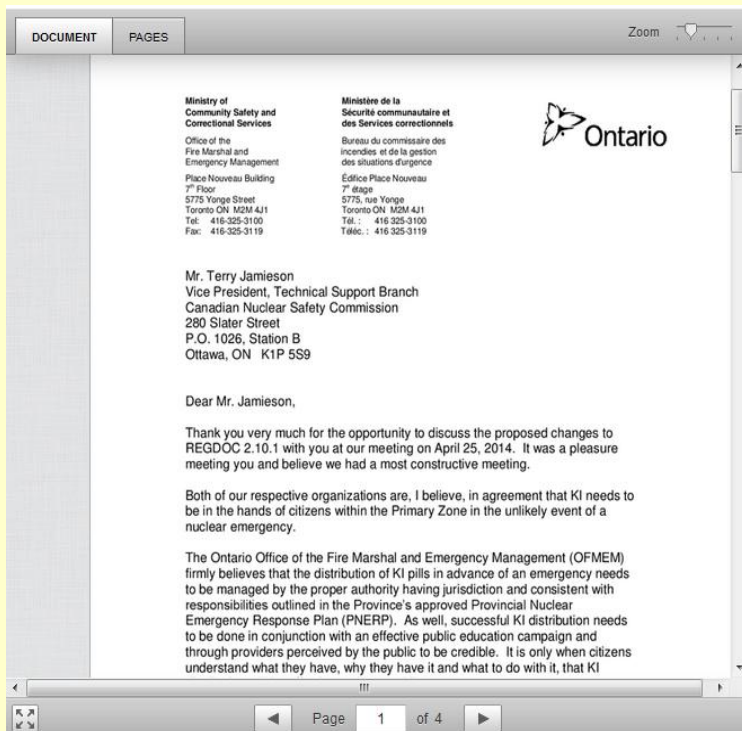 DOCUMENT
PAGES
Zoom
Ministry of
Community Safety and
Correctional Services
Office of the
Fire Marshal and
Emergency Management
Place Nouveau Building
7th Floor
5775 Yonge Street
Toronto ON M2M 4J1
Tel: 416-325-3100
Fax: 416-325-3119
Ministère de la
Sécurité communautaire et
des Services correctionnels
Bureau du commissaire des
incendies et de la gestion
des situations d'urgence
Édifice Place Nouveau
7e étage
5775, rue Yonge
Toronto ON M2M 4J1
Tél. : 416 325-3100
Téléc. : 416 325-3119
Ontario
Mr. Terry Jamieson
Vice President, Technical Support Branch
Canadian Nuclear Safety Commission
280 Slater Street
P.O. 1026, Station B
Ottawa, ON K1P 5S9
Dear Mr. Jamieson,
Thank you very much for the opportunity to discuss the proposed changes to
REGDOC 2.10.1 with you at our meeting on April 25, 2014. It was a pleasure
meeting you and believe we had a most constructive meeting.
Both of our respective organizations are, I believe, in agreement that KI needs to
be in the hands of citizens within the Primary Zone in the unlikely event of a
nuclear emergency.
The Ontario Office of the Fire Marshal and Emergency Management (OFMEM)
firmly believes that the distribution of KI pills in advance of an emergency needs
to be managed by the proper authority having jurisdiction and consistent with
responsibilities outlined in the Province's approved Provincial Nuclear
Emergency Response Plan (PNERP). As well, successful KI distribution needs
to be done in conjunction with an effective public education campaign and
through providers perceived by the public to be credible. It is only when citizens
understand what they have, why they have it and what to do with it, that KI
Page 1 of 4